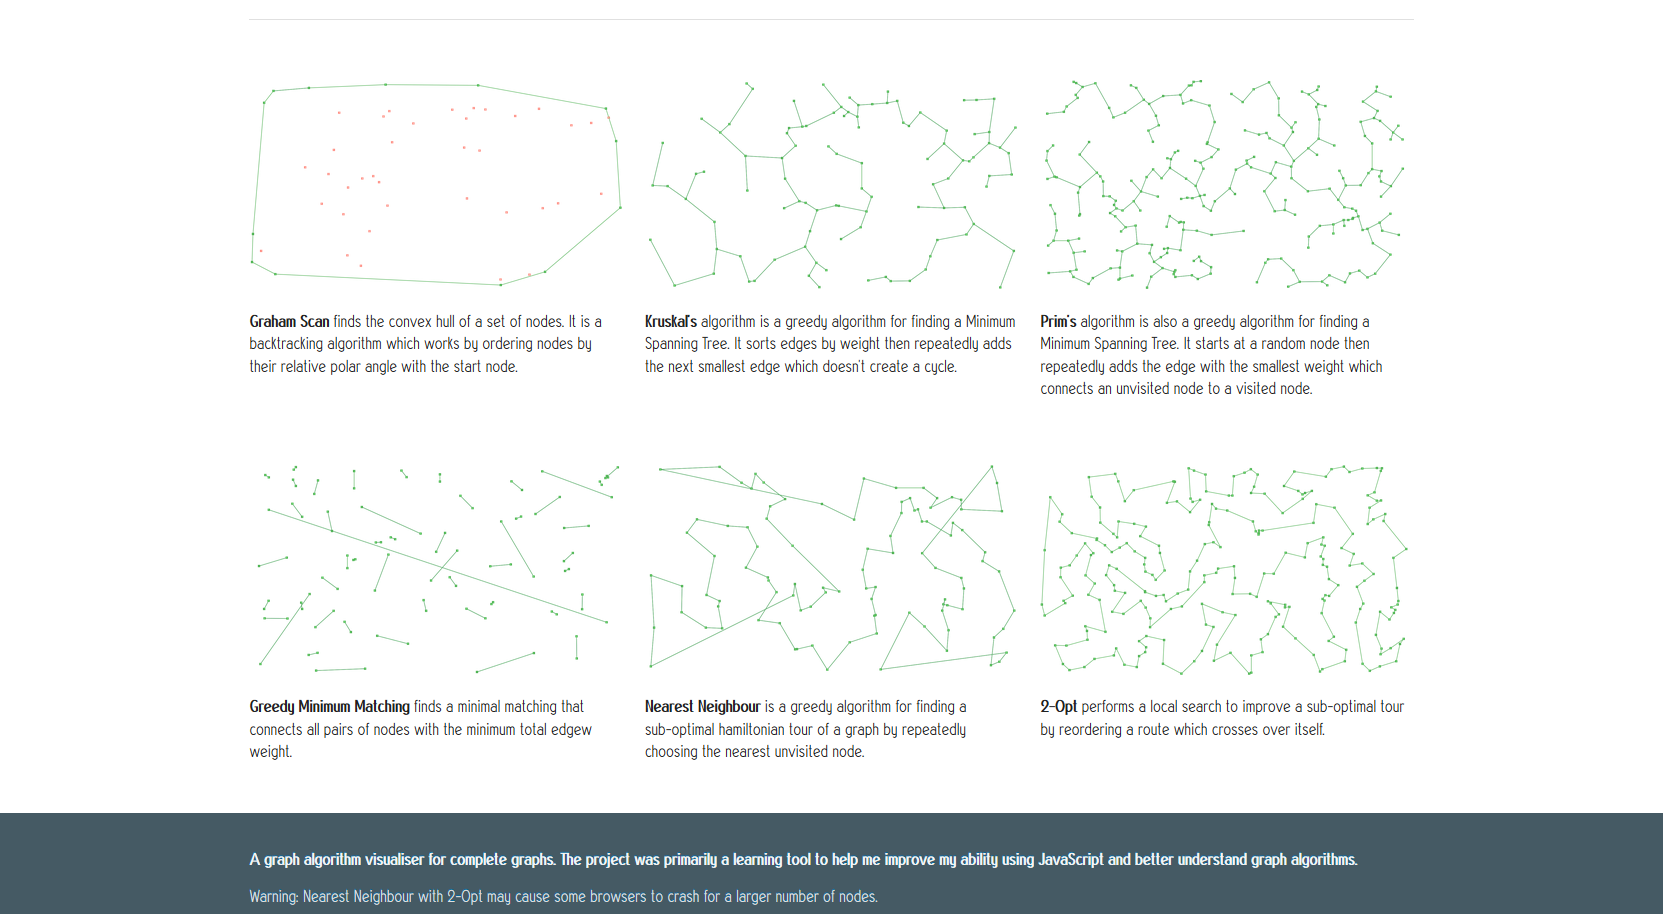 Graham Scan finds the convex hull of a set of nodes. It is a
backtracking algorithm which works by ordering nodes by
their relative polar angle with the start node.
Kruskal's algorithm is a greedy algorithm for finding a Minimum
Spanning Tree. It sorts edges by weight then repeatedly adds
the next smallest edge which doesn't create a cycle.
Prim's algorithm is also a greedy algorithm for finding a
Minimum Spanning Tree. It starts at a random node then
repeatedly adds the edge with the smallest weight which
connects an unvisited node to a visited node.
Greedy Minimum Matching finds a minimal matching that
connects all pairs of nodes with the minimum total edgew
weight.
Nearest Neighbour is a greedy algorithm for finding a
sub-optimal hamiltonian tour of a graph by repeatedly
choosing the nearest unvisited node.
2-Opt performs a local search to improve a sub-optimal tour
by reordering a route which crosses over itself.
A graph algorithm visualiser for complete graphs. The project was primarily a learning tool to help me improve my ability using JavaScript and better understand graph algorithms.
Warning: Nearest Neighbour with 2-Opt may cause some browsers to crash for a larger number of nodes.